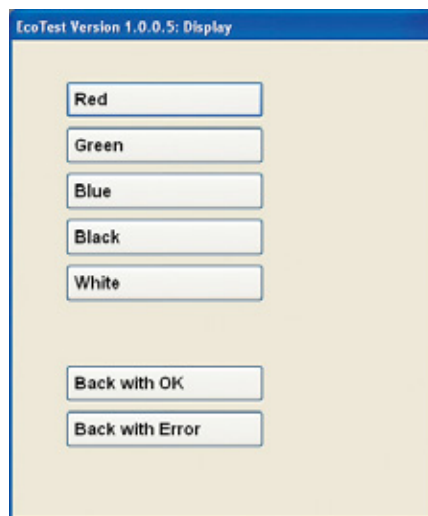 EcoTest Version 1.0.0.5: Display
Red
Green
Blue
Black
White
Back with OK
Back with Error